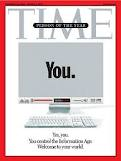 TIME
PERSON OF THE YEAR
You.
Yes, you.
You control the Information Age.
Welcome to your world.